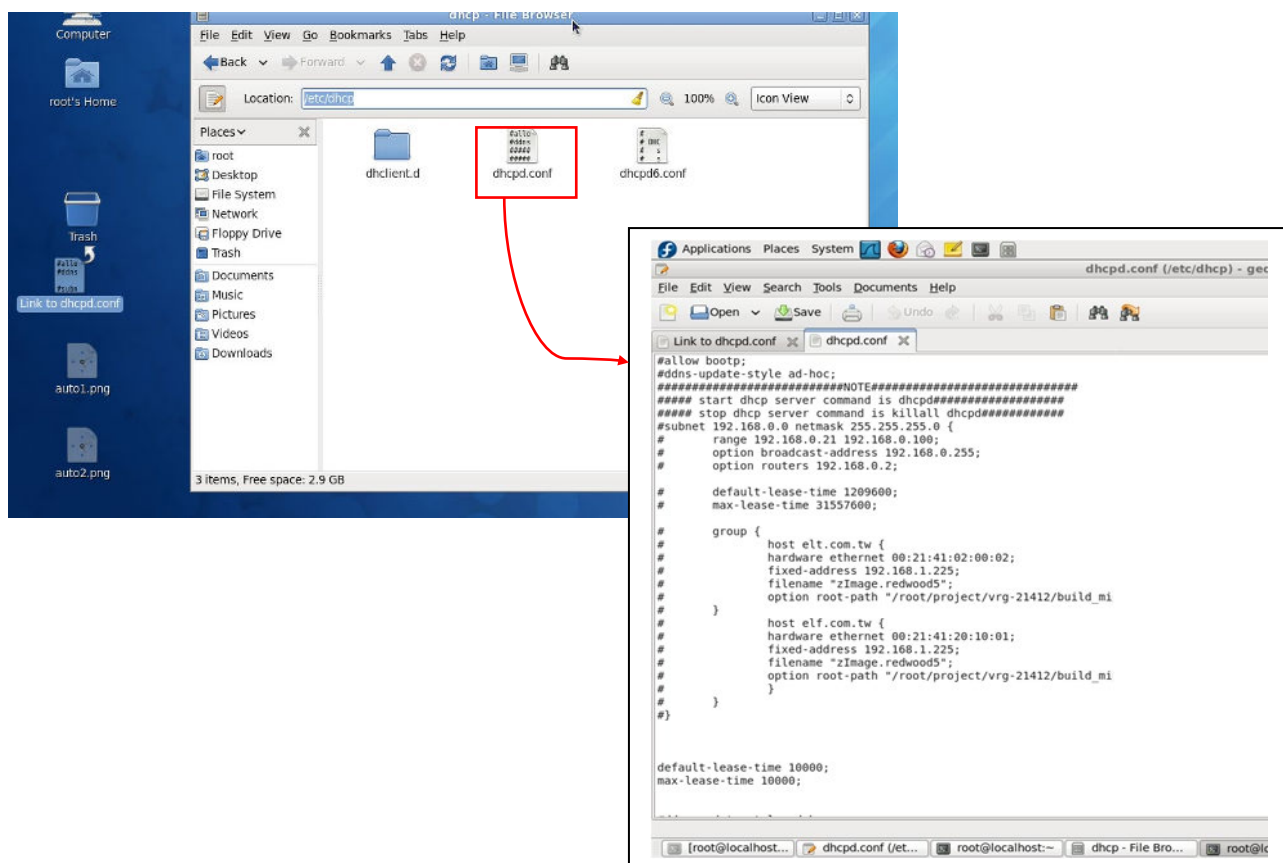 Computer
root's Home
Trash
Link to dhcpd.conf
auto1.png
auto2.png
dhcp - File Browser
File Edit View Go Bookmarks Tabs Help
Back Forward
Location: /etc/dhcp 100% Icon View
Places
root
Desktop
File System
Network
Floppy Drive
Trash
Documents
Music
Pictures
Videos
Downloads
dhclient.d dhcpd.conf dhcpd6.conf
3 items, Free space: 2.9 GB
Applications Places System
dhcpd.conf (/etc/dhcp) - ged
File Edit View Search Tools Documents Help
Open Save Undo
Link to dhcpd.conf dhcpd.conf
#allow bootp;
#ddns-update-style ad-hoc;
###########################NOTE##############################
##### start dhcp server command is dhcpd###################
##### stop dhcp server command is killall dhcpd############
#subnet 192.168.0.0 netmask 255.255.255.0 {
# range 192.168.0.21 192.168.0.100;
# option broadcast-address 192.168.0.255;
# option routers 192.168.0.2;
# default-lease-time 1209600;
# max-lease-time 31557600;
# group {
# host elt.com.tw {
# hardware ethernet 00:21:41:02:00:02;
# fixed-address 192.168.1.225;
# filename "zImage.redwood5";
# option root-path "/root/project/vrg-21412/build_mi
# }
# host elf.com.tw {
# hardware ethernet 00:21:41:20:10:01;
# fixed-address 192.168.1.225;
# filename "zImage.redwood5";
# option root-path "/root/project/vrg-21412/build_mi
# }
# }
#}
default-lease-time 10000;
max-lease-time 10000;
[root@localhost... dhcpd.conf (/et... root@localhost:~ dhcp - File Bro... root@lo